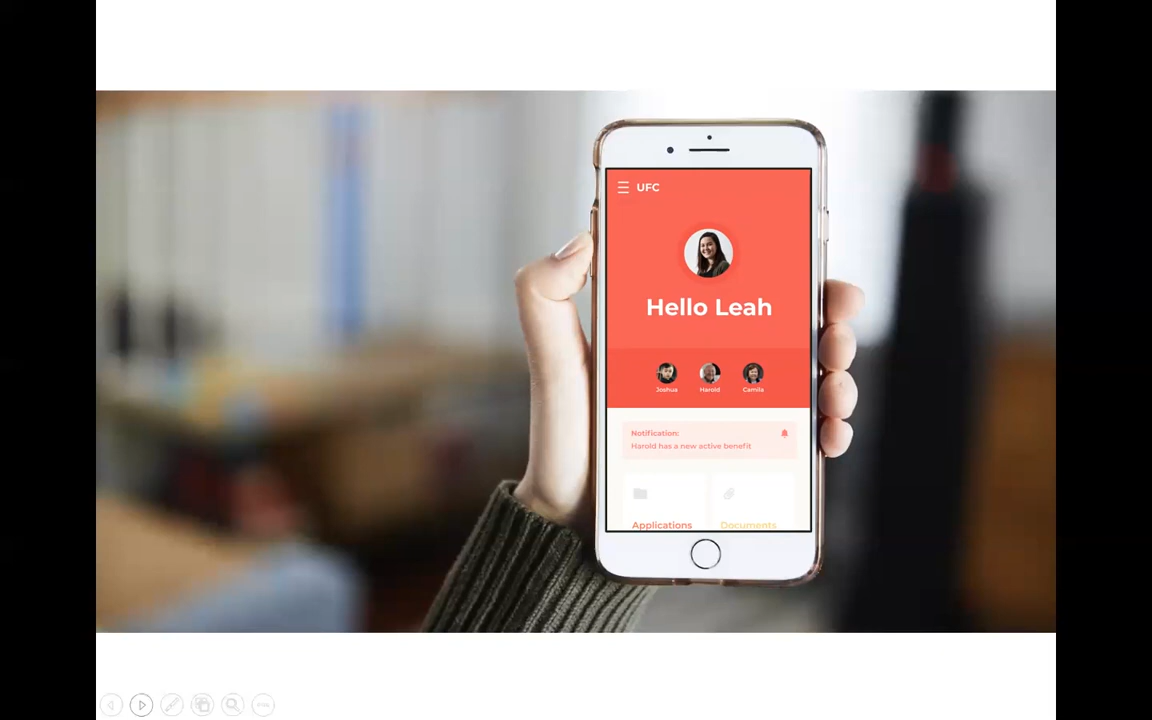 UFC
Hello Leah
Joshua Harold Camila
Notification:
Harold has a new active benefit
Applications Documents